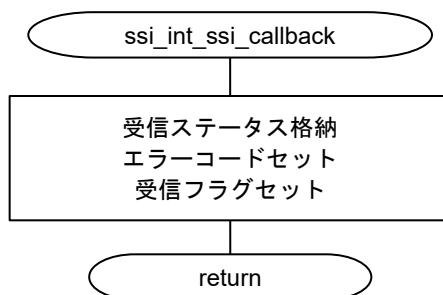 ssi_int_ssi_callback
受信ステータス格納
エラーコードセット
受信フラグセット
return